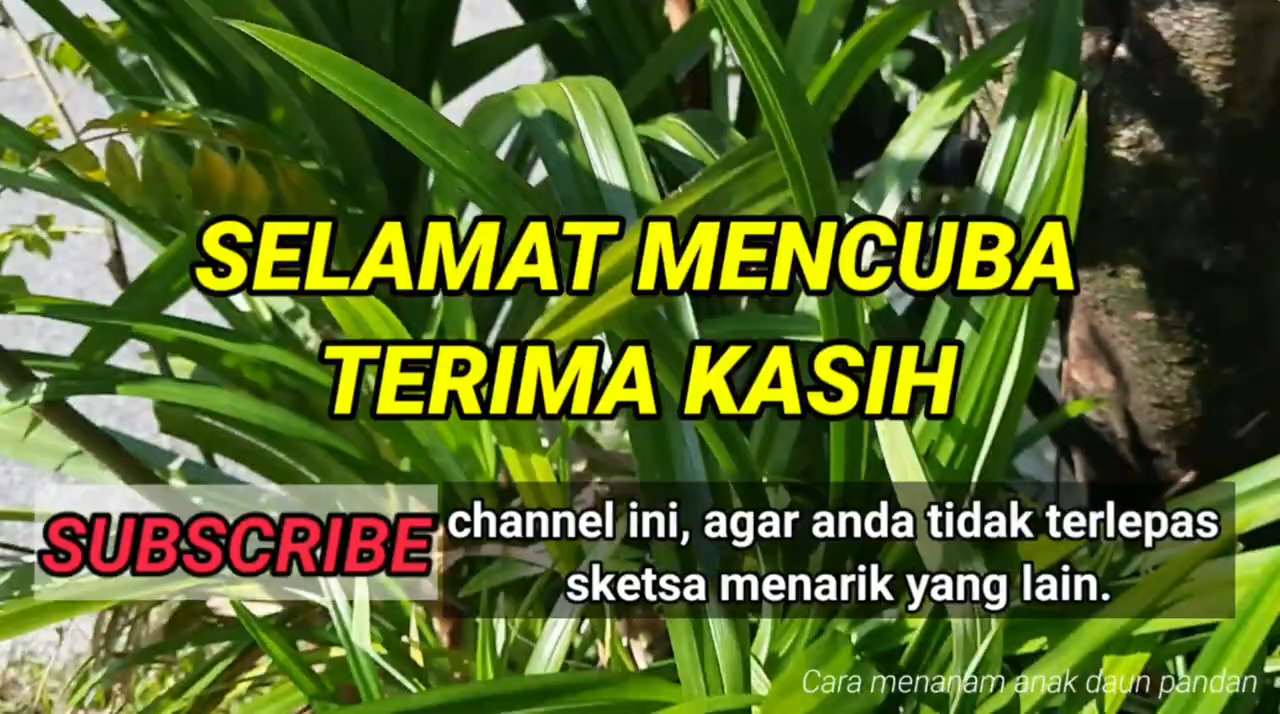 SELAMAT MENCUBA
TERIMA KASIH
SUBSCRIBE channel ini, agar anda tidak terlepas
sketsa menarik yang lain.
Cara menanam anak daun pandan